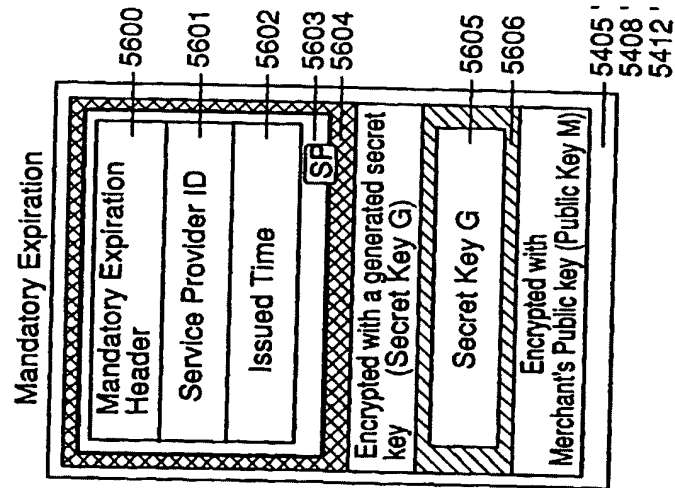 Mandatory Expiration
Mandatory Expiration
Header
5600
Service Provider ID
5601
Issued Time
5602
SP
5603
5604
Encrypted with a generated secret
key (Secret Key G)
Secret Key G
5605
5606
Encrypted with
Merchant's Public key (Public Key M)
5405'
5408'
5412'